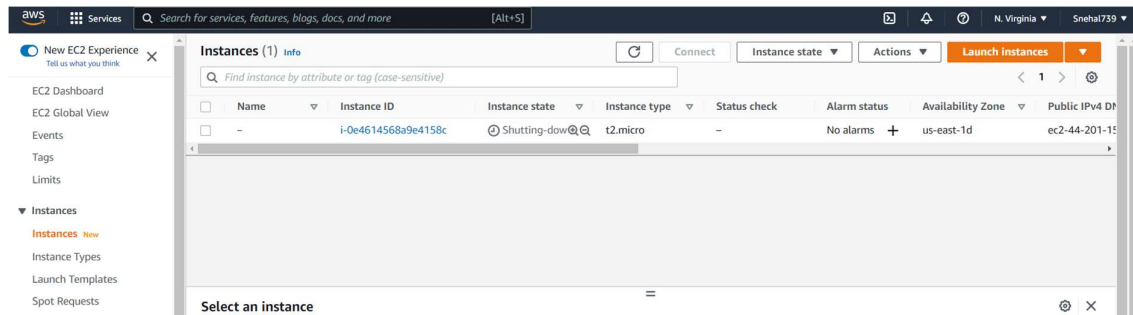 aws Services Search for services, features, blogs, docs, and more [Alt+S] N. Virginia ▼ Snehal739 ▼
New EC2 Experience
Tell us what you think
EC2 Dashboard
EC2 Global View
Events
Tags
Limits
Instances
Instances New
Instance Types
Launch Templates
Spot Requests
Instances (1) Info Connect Instance state ▼ Actions ▼ Launch instances ▼
Find instance by attribute or tag (case-sensitive)
< 1 >
Name Instance ID Instance state Instance type Status check Alarm status Availability Zone Public IPv4 DN
– i-0e4614568a9e4158c Shutting-dow t2.micro – No alarms + us-east-1d ec2-44-201-15
Select an instance